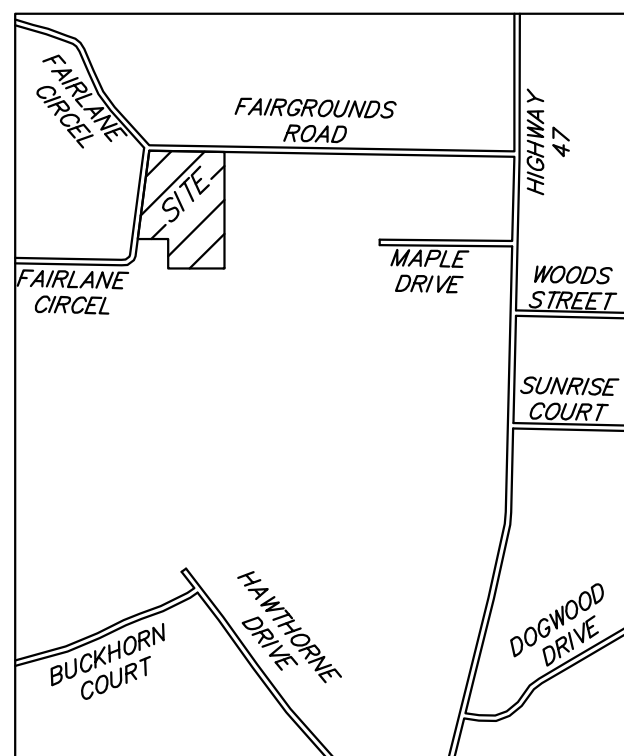 FAIRLANE
CIRCEL
FAIRGROUNDS
ROAD
HIGHWAY
47
SITE
FAIRLANE
CIRCEL
MAPLE
DRIVE
WOODS
STREET
SUNRISE
COURT
HAWTHORNE
DRIVE
BUCKHORN
COURT
DOGWOOD
DRIVE